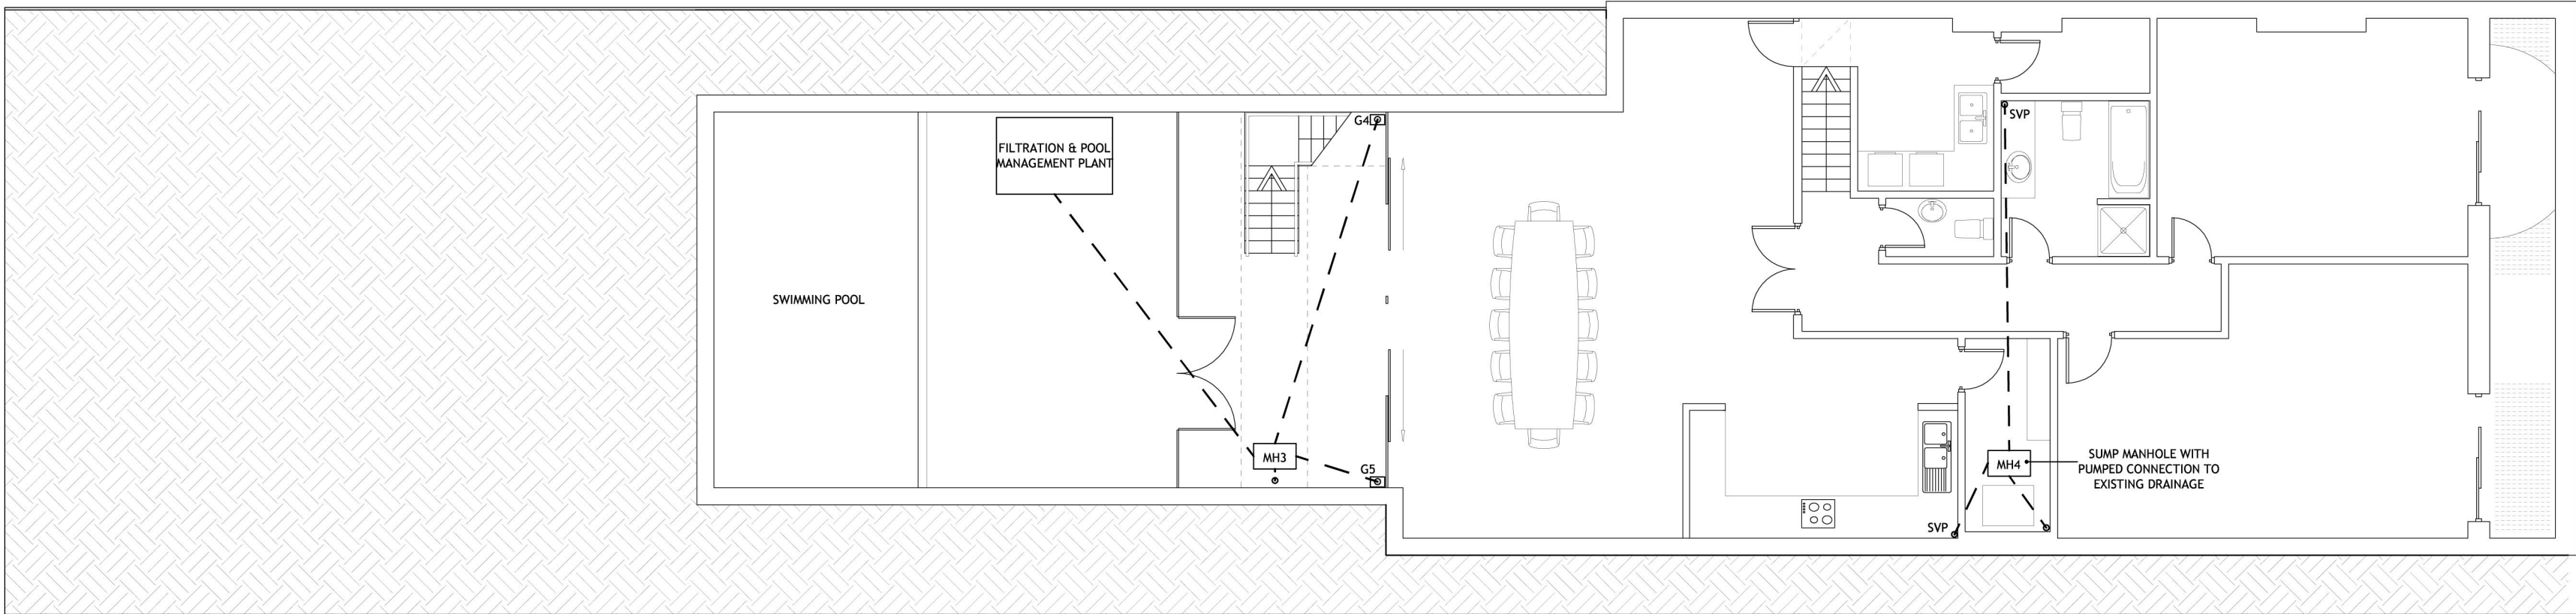 FILTRATION & POOL
MANAGEMENT PLANT
G4
SVP
SWIMMING POOL
MH3
G5
MH4
SUMP MANHOLE WITH
PUMPED CONNECTION TO
EXISTING DRAINAGE
SVP